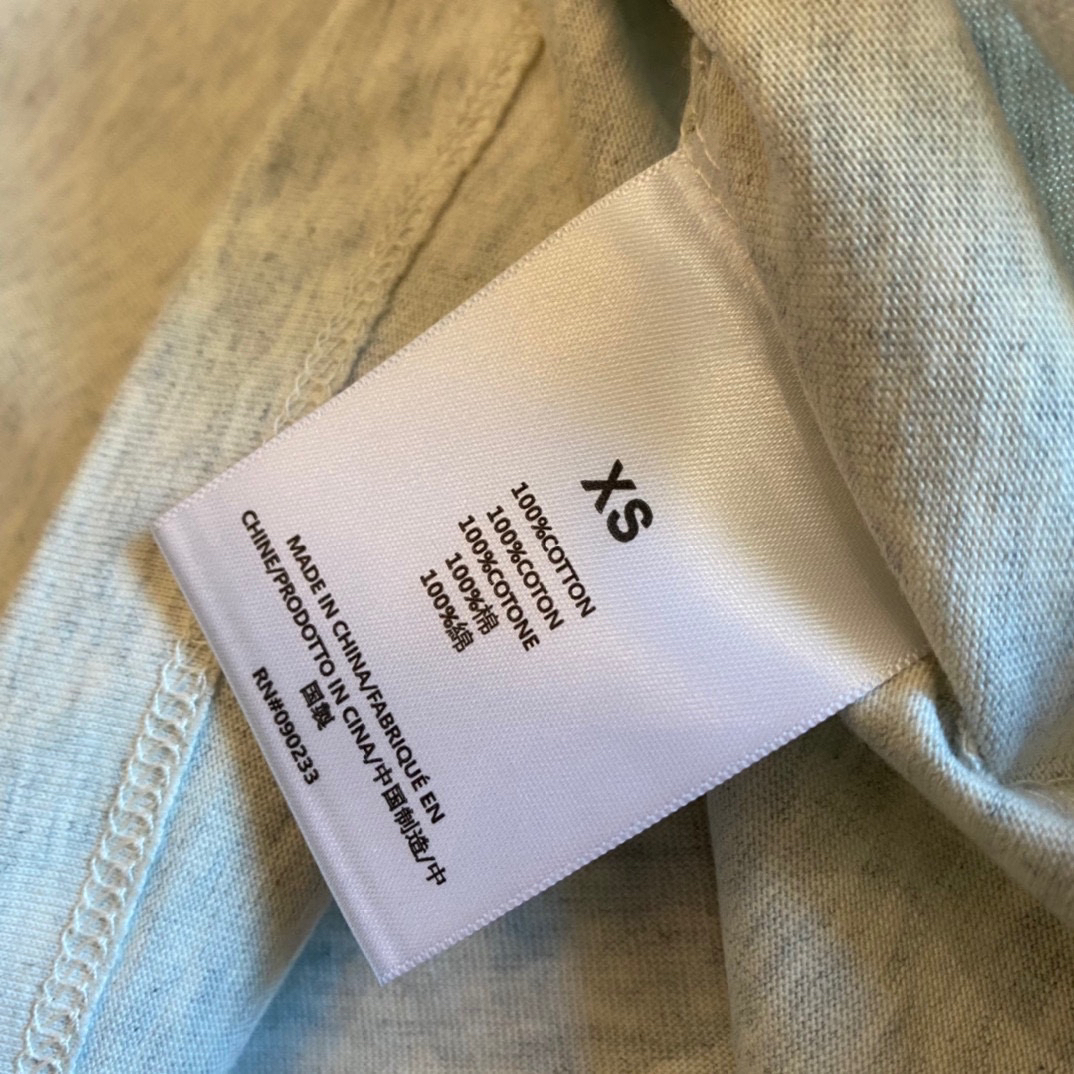 XS
100%COTTON
100%COTON
100%COTONE
100%棉
100%綿
MADE IN CHINA/FABRIQUÉ EN
CHINE/PRODOTTO IN CINA/中国制造/中
国製
RN#090233